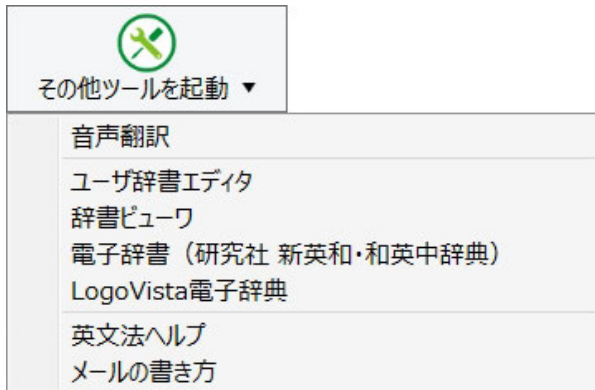 その他ツールを起動 ▼
音声翻訳
ユーザ辞書エディタ
辞書ビューワ
電子辞書（研究社 新英和･和英中辞典）
LogoVista電子辞典
英文法ヘルプ
メールの書き方